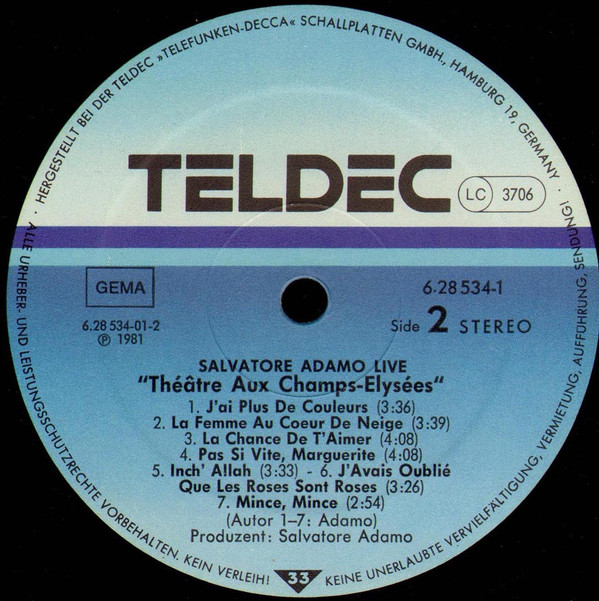 · HERGESTELLT BEI DER TELDEC »TELEFUNKEN-DECCA« SCHALLPLATTEN GMBH., HAMBURG 19, GERMANY ·
TELDEC
LC 3706
GEMA
6.28 534-01-2
℗ 1981
6·28 534-1
Side 2 STEREO
SALVATORE ADAMO LIVE
"Théâtre Aux Champs-Elysées"
1. J'ai Plus De Couleurs (3:36)
2. La Femme Au Coeur De Neige (3:39)
3. La Chance De T'Aimer (4:08)
4. Pas Si Vite, Marguerite (4:08)
5. Inch' Allah (3:33) - 6. J'Avais Oublié
Que Les Roses Sont Roses (3:26)
7. Mince, Mince (2:54)
(Autor 1–7: Adamo)
Produzent: Salvatore Adamo
33
ALLE URHEBER- UND LEISTUNGSSCHUTZRECHTE VORBEHALTEN. KEIN VERLEIH! KEINE UNERLAUBTE VERVIELFÄLTIGUNG, VERMIETUNG, AUFFÜHRUNG, SENDUNG!